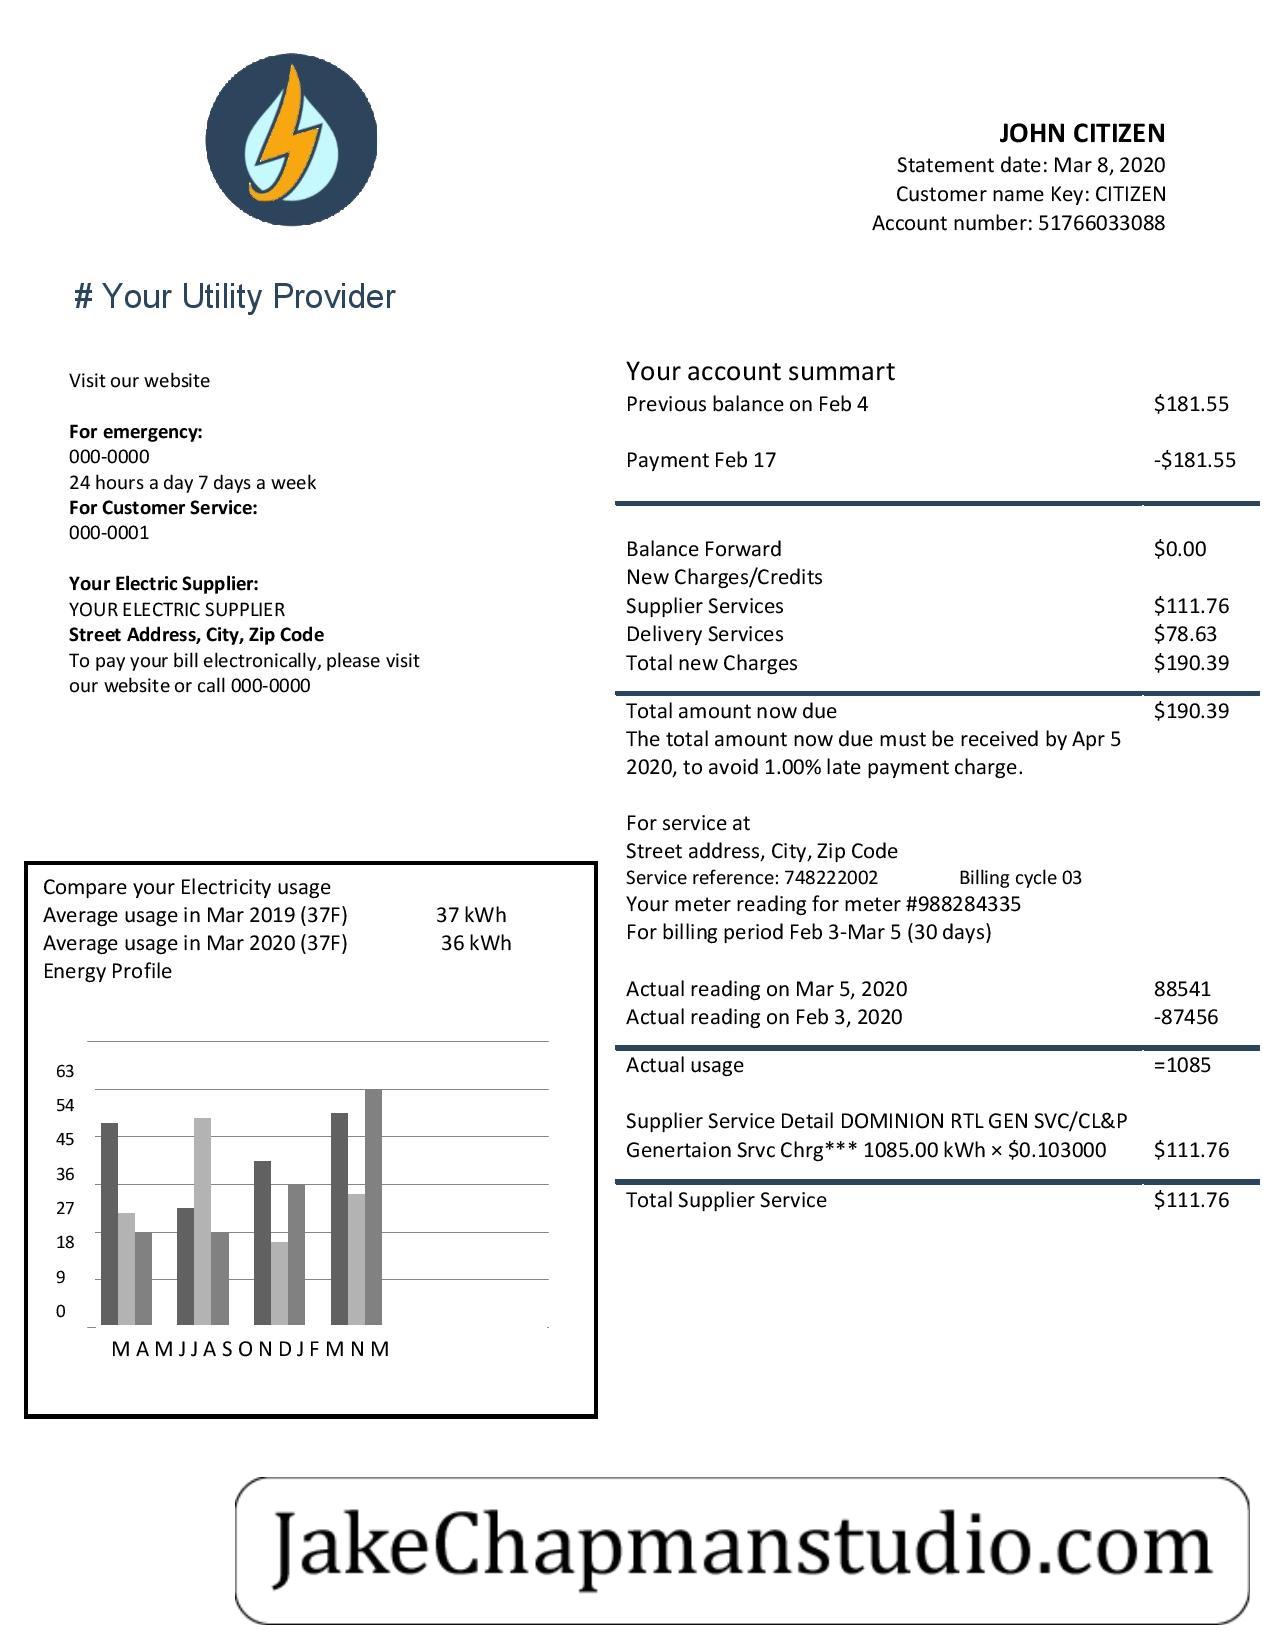 JOHN CITIZEN
Statement date: Mar 8, 2020
Customer name Key: CITIZEN
Account number: 51766033088
# Your Utility Provider
Visit our website
For emergency:
000-0000
24 hours a day 7 days a week
For Customer Service:
000-0001
Your Electric Supplier:
YOUR ELECTRIC SUPPLIER
Street Address, City, Zip Code
To pay your bill electronically, please visit
our website or call 000-0000
Your account summart
Previous balance on Feb 4 $181.55
Payment Feb 17 -$181.55
Balance Forward $0.00
New Charges/Credits
Supplier Services $111.76
Delivery Services $78.63
Total new Charges $190.39
Total amount now due $190.39
The total amount now due must be received by Apr 5
2020, to avoid 1.00% late payment charge.
For service at
Street address, City, Zip Code
Service reference: 748222002 Billing cycle 03
Your meter reading for meter #988284335
For billing period Feb 3-Mar 5 (30 days)
Actual reading on Mar 5, 2020 88541
Actual reading on Feb 3, 2020 -87456
Actual usage =1085
Supplier Service Detail DOMINION RTL GEN SVC/CL&P
Genertaion Srvc Chrg*** 1085.00 kWh × $0.103000 $111.76
Total Supplier Service $111.76
Compare your Electricity usage
Average usage in Mar 2019 (37F) 37 kWh
Average usage in Mar 2020 (37F) 36 kWh
Energy Profile
63
54
45
36
27
18
9
0
M A M J J A S O N D J F M N M
JakeChapmanstudio.com